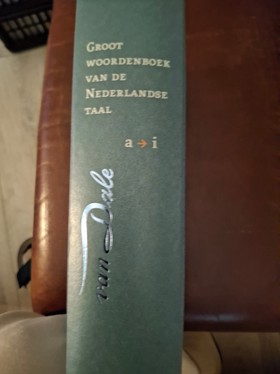 Groot
woordenboek
van de
Nederlandse
taal
a → i
van Dale